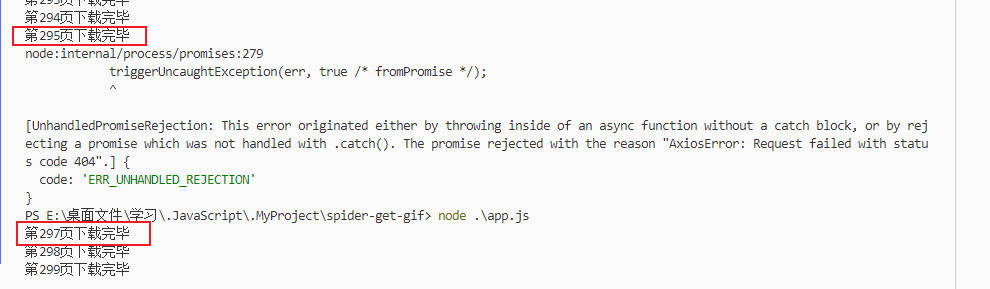 第294页下载完毕
第295页下载完毕
node:internal/process/promises:279
triggerUncaughtException(err, true /* fromPromise */);
^
[UnhandledPromiseRejection: This error originated either by throwing inside of an async function without a catch block, or by rej
ecting a promise which was not handled with .catch(). The promise rejected with the reason "AxiosError: Request failed with statu
s code 404".] {
code: 'ERR_UNHANDLED_REJECTION'
}
PS E:\桌面文件\学习\.JavaScript\.MyProject\spider-get-gif> node .\app.js
第297页下载完毕
第298页下载完毕
第299页下载完毕